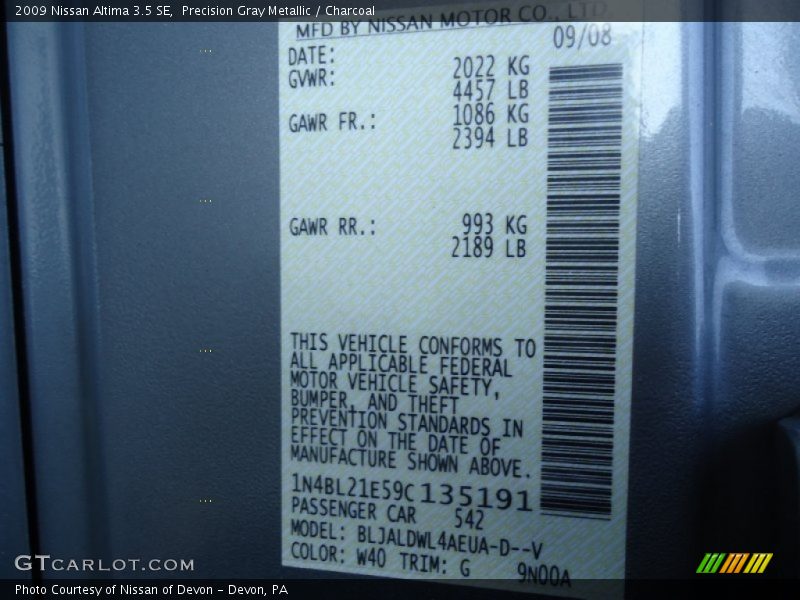 2009 Nissan Altima 3.5 SE, Precision Gray Metallic / Charcoal
MFD BY NISSAN MOTOR CO., LTD
DATE: 09/08
GVWR: 2022 KG
4457 LB
GAWR FR.: 1086 KG
2394 LB
GAWR RR.: 993 KG
2189 LB
THIS VEHICLE CONFORMS TO
ALL APPLICABLE FEDERAL
MOTOR VEHICLE SAFETY,
BUMPER, AND THEFT
PREVENTION STANDARDS IN
EFFECT ON THE DATE OF
MANUFACTURE SHOWN ABOVE.
1N4BL21E59C135191
PASSENGER CAR 542
MODEL: BLJALDWL4AEUA-D--V
COLOR: W40 TRIM: G 9N00A
GTCARLOT.COM
Photo Courtesy of Nissan of Devon - Devon, PA